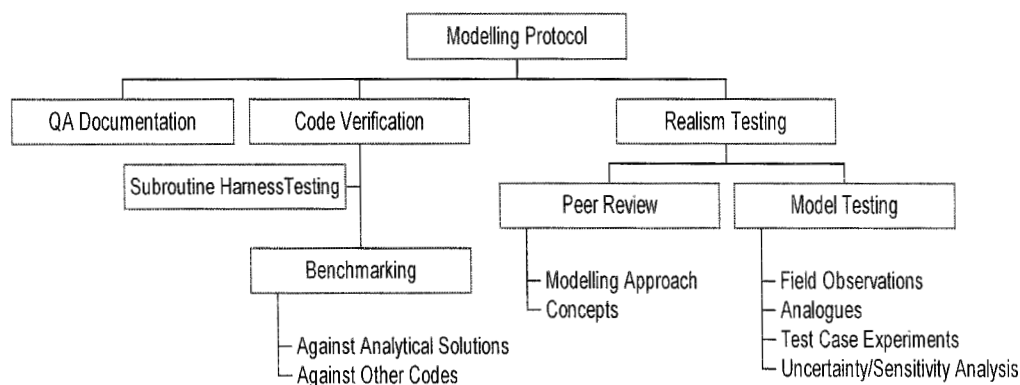 Modelling Protocol
QA Documentation
Code Verification
Realism Testing
Subroutine HarnessTesting
Peer Review
Model Testing
Benchmarking
Modelling Approach
Concepts
Field Observations
Analogues
Test Case Experiments
Uncertainty/Sensitivity Analysis
Against Analytical Solutions
Against Other Codes